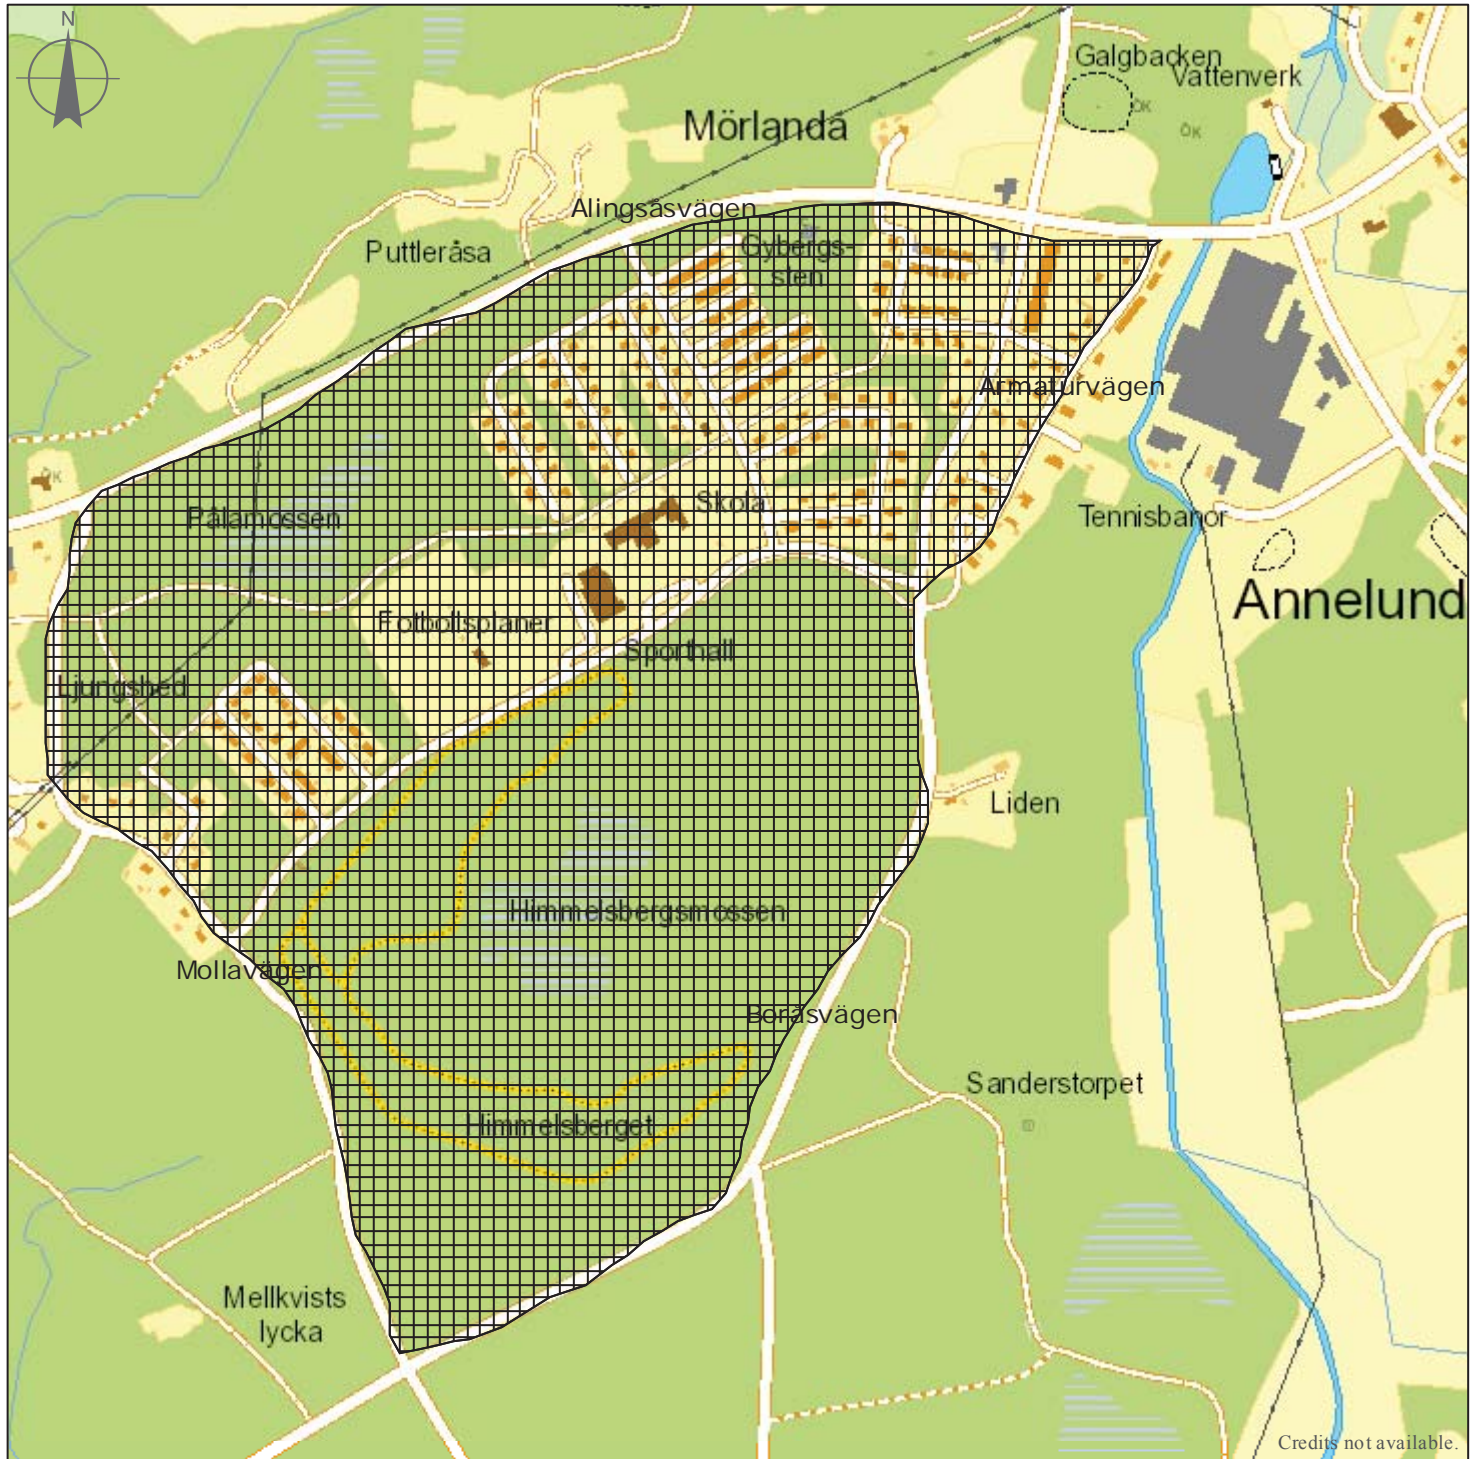 N
Galgbacken
Vattenverk
ÖK
ÖK
Mörlanda
Alingsåsvägen
Puttleråsa
Gybergs-
sten
Armaturvägen
ÖK
Pålamossen
Skola
Tennisbanor
Annelund
Fotbollsplaner
Sporthall
Ljungshed
Liden
Himmelsbergsmossen
Mollavägen
Boråsvägen
Sanderstorpet
Himmelsberget
Mellkvists
lycka
Credits not available.